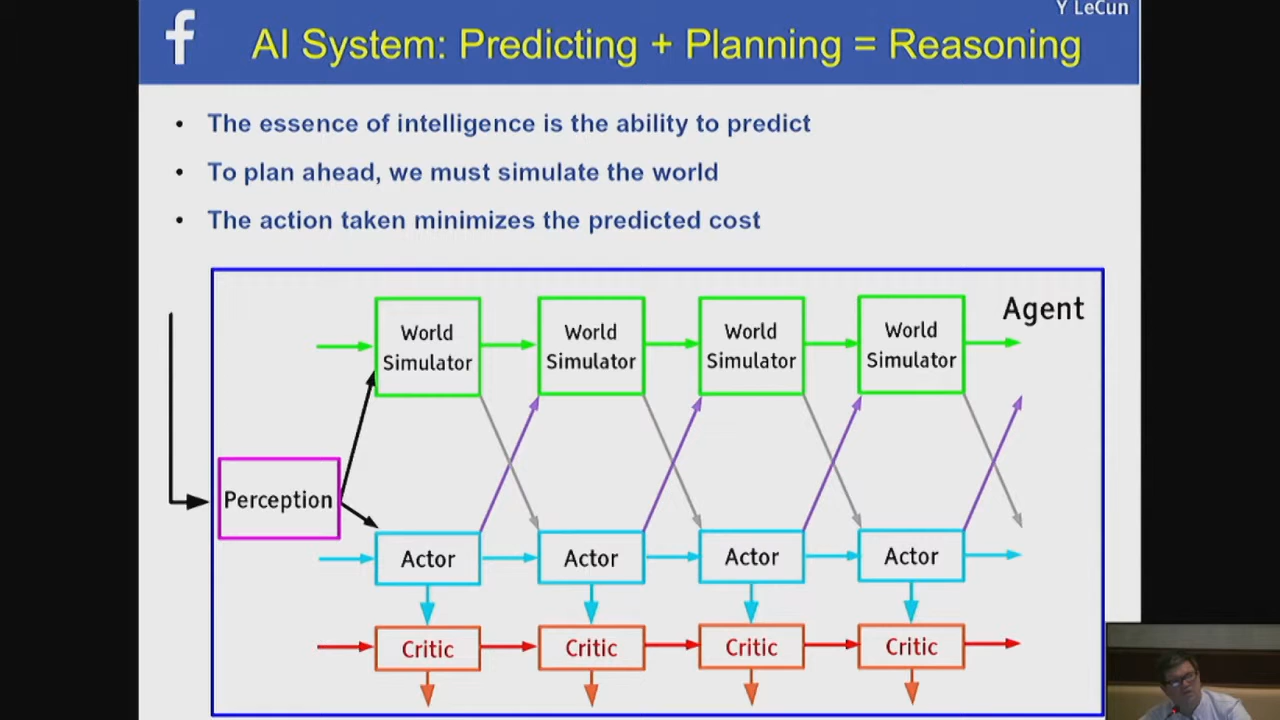 Y LeCun
f
AI System: Predicting + Planning = Reasoning
• The essence of intelligence is the ability to predict
• To plan ahead, we must simulate the world
• The action taken minimizes the predicted cost
Agent
World
Simulator
World
Simulator
World
Simulator
World
Simulator
Perception
Actor
Actor
Actor
Actor
Critic
Critic
Critic
Critic